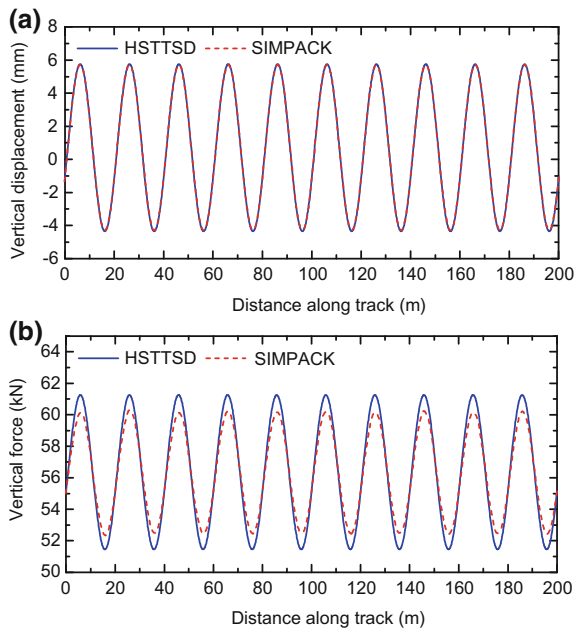 (a)
HSTTSD SIMPACK
Vertical displacement (mm)
8
6
4
2
0
-2
-4
-6
0 20 40 60 80 100 120 140 160 180 200
Distance along track (m)
(b)
HSTTSD SIMPACK
Vertical force (kN)
64
62
60
58
56
54
52
50
0 20 40 60 80 100 120 140 160 180 200
Distance along track (m)